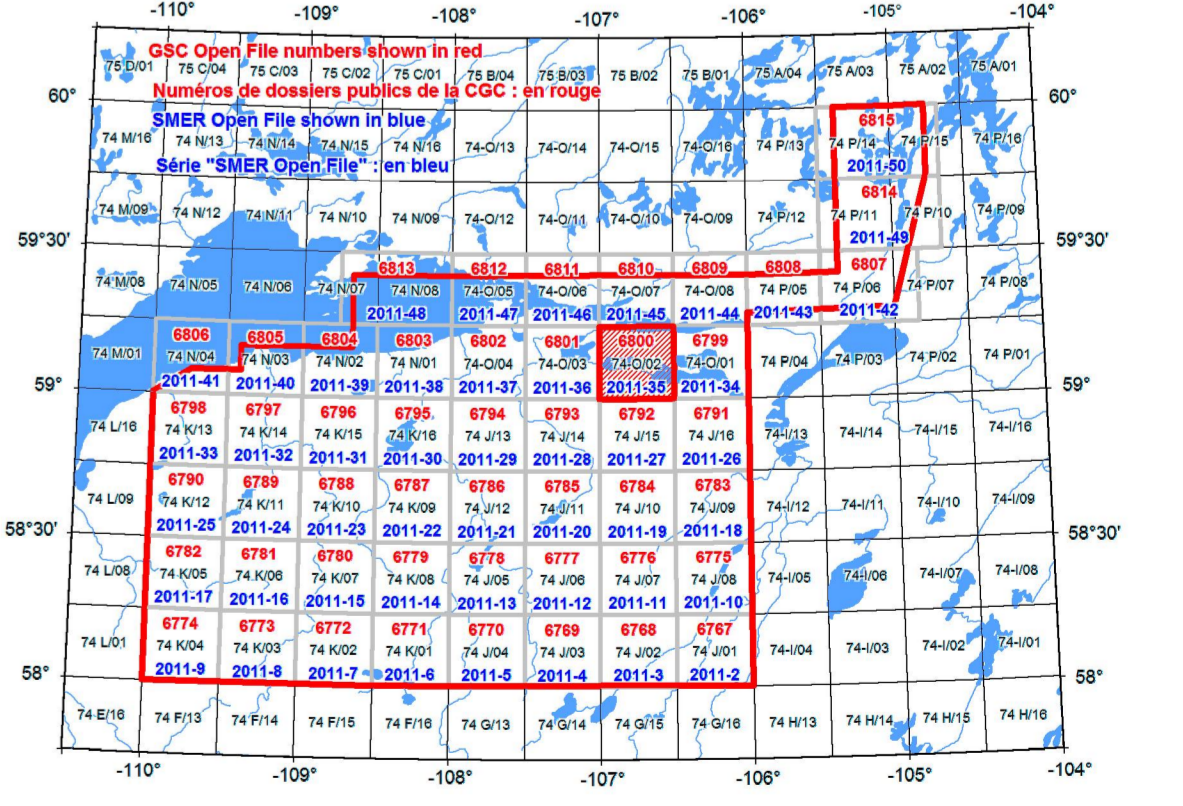 -110° -109° -108° -107° -106° -105° -104°
GSC Open File numbers shown in red
75 D/01 75 C/04 75 C/03 75 C/02 75 C/01 75 B/04 75 B/03 75 B/02 75 B/01 75 A/04 75 A/03 75 A/02 75 A/01
Numéros de dossiers publics de la CGC : en rouge
60° 60°
SMER Open File shown in blue
6815
74 M/16 74 N/13 74 N/14 74 N/15 74 N/16 74-O/13 74-O/14 74-O/15 74-O/16 74 P/13 74 P/14 74 P/15 74 P/16
Série "SMER Open File" : en bleu
2011-50
6814
74 M/09 74 N/12 74 N/11 74 N/10 74 N/09 74-O/12 74-O/11 74-O/10 74-O/09 74 P/12 74 P/11 74 P/10 74 P/09
2011-49
59°30' 59°30'
6813 6812 6811 6810 6809 6808 6807
74 M/08 74 N/05 74 N/06 74 N/07 74 N/08 74-O/05 74-O/06 74-O/07 74-O/08 74 P/05 74 P/06 74 P/07 74 P/08
2011-48 2011-47 2011-46 2011-45 2011-44 2011-43 2011-42
6806 6805 6804 6803 6802 6801 6800 6799
74 M/01 74 N/04 74 N/03 74 N/02 74 N/01 74-O/04 74-O/03 74-O/02 74-O/01 74 P/04 74 P/03 74 P/02 74 P/01
59° 2011-41 2011-40 2011-39 2011-38 2011-37 2011-36 2011-35 2011-34 59°
6798 6797 6796 6795 6794 6793 6792 6791
74 L/16 74 K/13 74 K/14 74 K/15 74 K/16 74 J/13 74 J/14 74 J/15 74 J/16 74-I/13 74-I/14 74-I/15 74-I/16
2011-33 2011-32 2011-31 2011-30 2011-29 2011-28 2011-27 2011-26
6790 6789 6788 6787 6786 6785 6784 6783
74 L/09 74 K/12 74 K/11 74 K/10 74 K/09 74 J/12 74 J/11 74 J/10 74 J/09 74-I/12 74-I/11 74-I/10 74-I/09
58°30' 2011-25 2011-24 2011-23 2011-22 2011-21 2011-20 2011-19 2011-18 58°30'
6782 6781 6780 6779 6778 6777 6776 6775
74 L/08 74 K/05 74 K/06 74 K/07 74 K/08 74 J/05 74 J/06 74 J/07 74 J/08 74-I/05 74-I/06 74-I/07 74-I/08
2011-17 2011-16 2011-15 2011-14 2011-13 2011-12 2011-11 2011-10
6774 6773 6772 6771 6770 6769 6768 6767
74 L/01 74 K/04 74 K/03 74 K/02 74 K/01 74 J/04 74 J/03 74 J/02 74 J/01 74-I/04 74-I/03 74-I/02 74-I/01
58° 2011-9 2011-8 2011-7 2011-6 2011-5 2011-4 2011-3 2011-2 58°
74 E/16 74 F/13 74 F/14 74 F/15 74 F/16 74 G/13 74 G/14 74 G/15 74 G/16 74 H/13 74 H/14 74 H/15 74 H/16
-110° -109° -108° -107° -106° -105° -104°